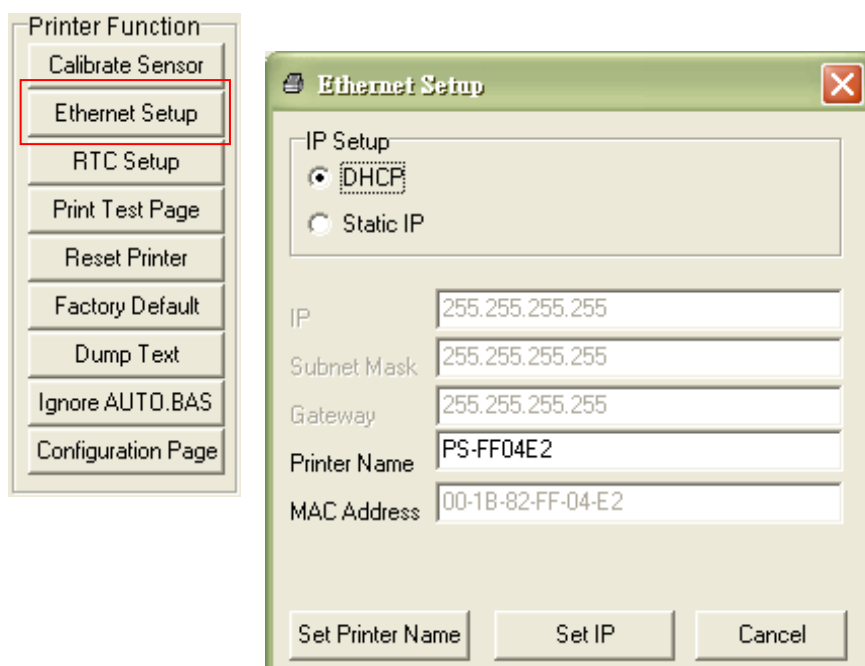 Printer Function
Calibrate Sensor
Ethernet Setup
RTC Setup
Print Test Page
Reset Printer
Factory Default
Dump Text
Ignore AUTO.BAS
Configuration Page
Ethernet Setup
IP Setup
DHCP
Static IP
IP 255.255.255.255
Subnet Mask 255.255.255.255
Gateway 255.255.255.255
Printer Name PS-FF04E2
MAC Address 00-1B-82-FF-04-E2
Set Printer Name Set IP Cancel